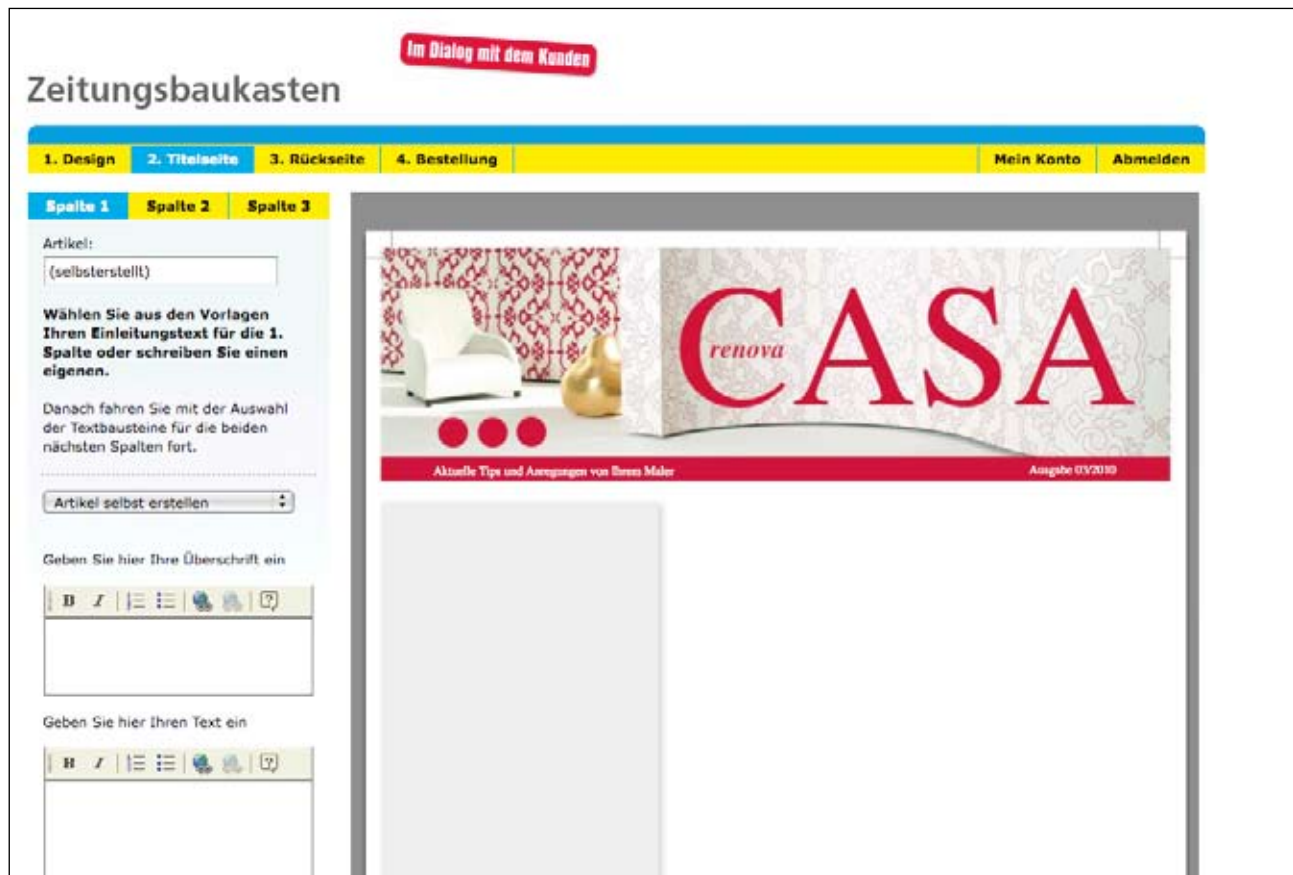 Im Dialog mit dem Kunden
Zeitungsbaukasten
1. Design 2. Titelseite 3. Rückseite 4. Bestellung Mein Konto Abmelden
Spalte 1 Spalte 2 Spalte 3
Artikel:
(selbsterstellt)
Wählen Sie aus den Vorlagen
Ihren Einleitungstext für die 1.
Spalte oder schreiben Sie einen
eigenen.
Danach fahren Sie mit der Auswahl
der Textbausteine für die beiden
nächsten Spalten fort.
Artikel selbst erstellen
Geben Sie hier Ihre Überschrift ein
B I
Geben Sie hier Ihren Text ein
B I
CASA
renova
Aktuelle Tips und Anregungen von Ihrem Maler Ausgabe 03/2010